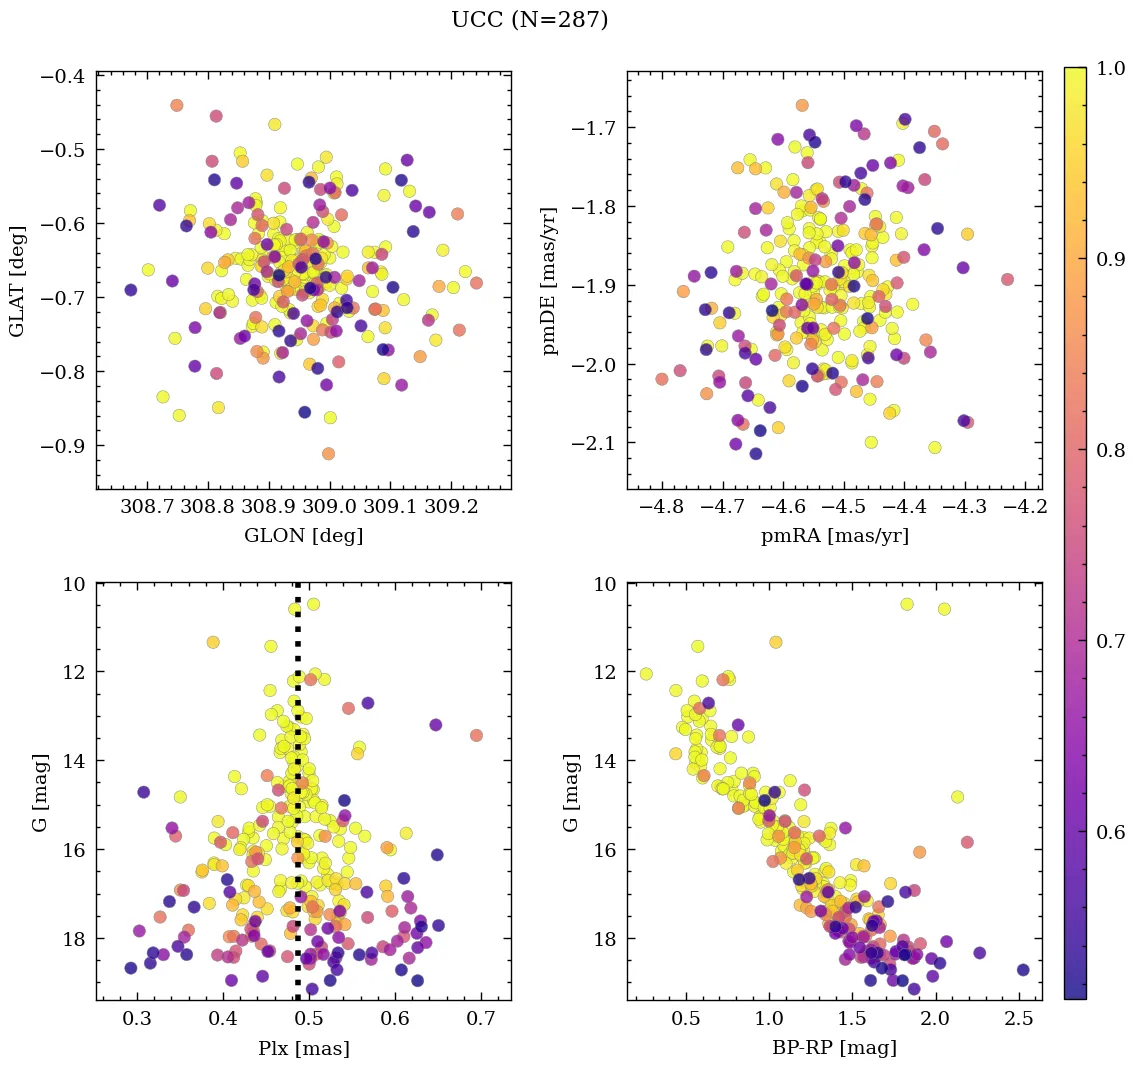 UCC (N=287)
−0.4
−0.5
−0.6
−0.7
−0.8
−0.9
GLAT [deg]
308.7 308.8 308.9 309.0 309.1 309.2
GLON [deg]
−1.7
−1.8
−1.9
−2.0
−2.1
pmDE [mas/yr]
−4.8 −4.7 −4.6 −4.5 −4.4 −4.3 −4.2
pmRA [mas/yr]
1.0
0.9
0.8
0.7
0.6
10
12
14
16
18
G [mag]
0.3 0.4 0.5 0.6 0.7
Plx [mas]
10
12
14
16
18
G [mag]
0.5 1.0 1.5 2.0 2.5
BP-RP [mag]